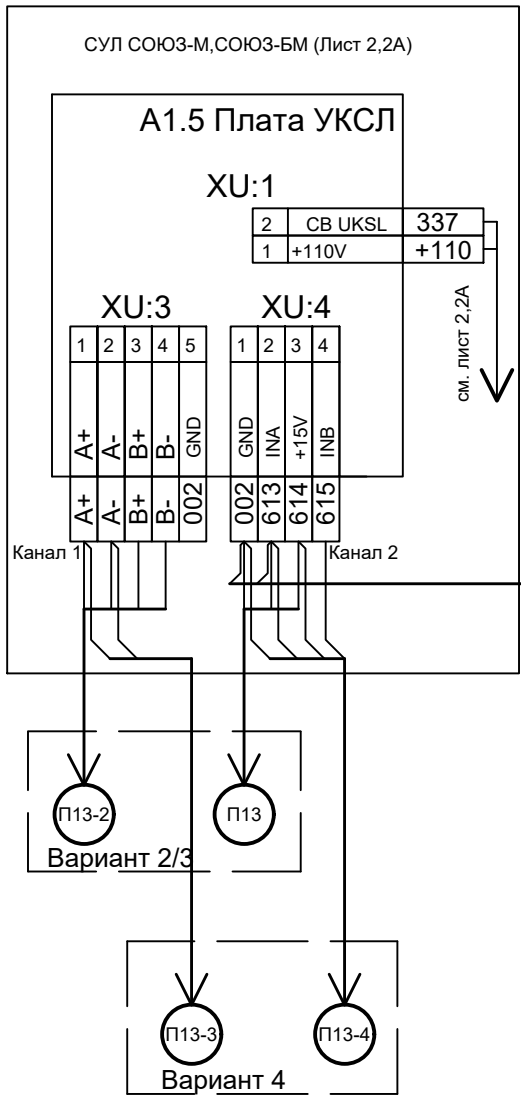 СУЛ СОЮЗ-М,СОЮЗ-БМ (Лист 2,2А)
А1.5 Плата УКСЛ
XU:1
2 CB UKSL 337
1 +110V +110
см. лист 2,2А
XU:3 XU:4
1 2 3 4 5 1 2 3 4
A+ A- B+ B- GND GND INA +15V INB
A+ A- B+ B- 002 002 613 614 615
Канал 1 Канал 2
П13-2 П13
Вариант 2/3
П13-3 П13-4
Вариант 4